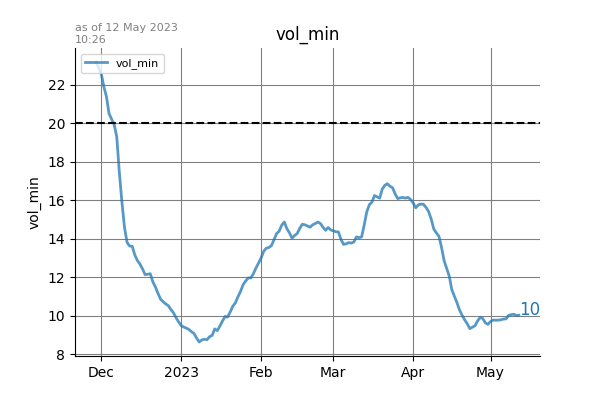 as of 12 May 2023
10:26
vol_min
vol_min
22
20
18
16
14
12
10
8
vol_min
10
Dec
2023
Feb
Mar
Apr
May